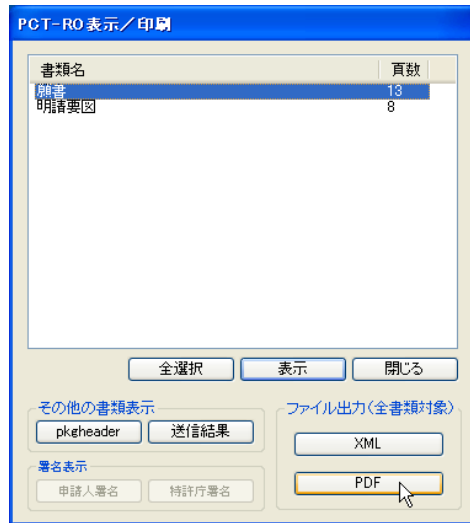 PCT-RO表示／印刷
書類名 頁数
願書 13
明請要図 8
全選択 表示 閉じる
その他の書類表示
pkgheader 送信結果
署名表示
申請人署名 特許庁署名
ファイル出力(全書類対象)
XML
PDF